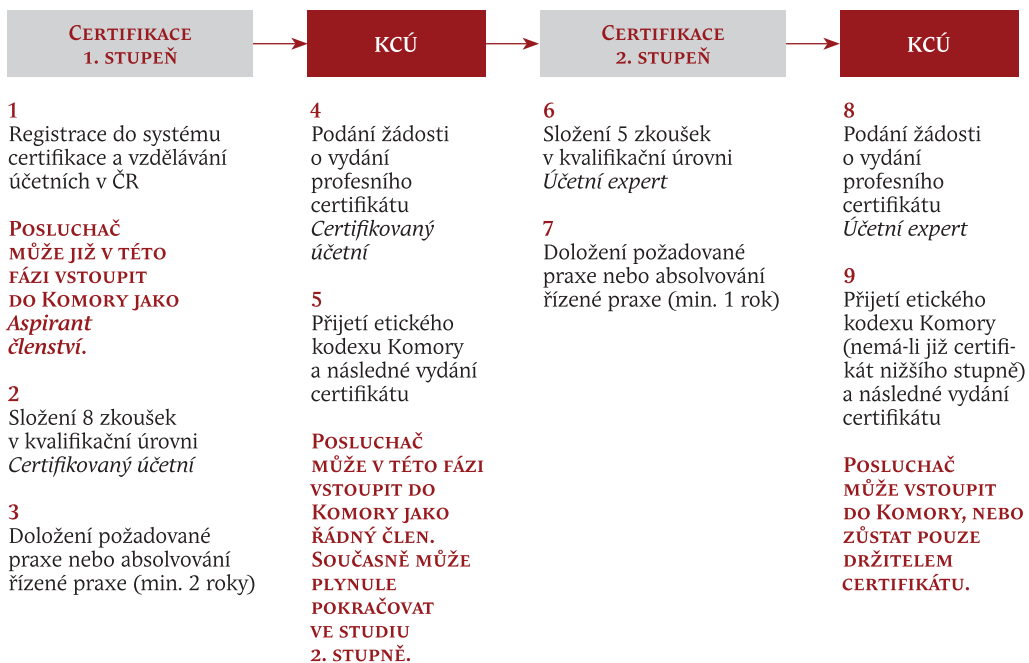 Certifikace
1. stupeň
1
Registrace do systému
certifikace a vzdělávání
účetních v ČR
Posluchač
může již v této
fázi vstoupit
do Komory jako
Aspirant
členství.
2
Složení 8 zkoušek
v kvalifikační úrovni
Certifikovaný účetní
3
Doložení požadované
praxe nebo absolvování
řízené praxe (min. 2 roky)
KCÚ
4
Podání žádosti
o vydání
profesního
certifikátu
Certifikovaný
účetní
5
Přijetí etického
kodexu Komory
a následné vydání
certifikátu
Posluchač
může v této fázi
vstoupit do
Komory jako
řádný člen.
Současně může
plynule
pokračovat
ve studiu
2. stupně.
Certifikace
2. stupeň
6
Složení 5 zkoušek
v kvalifikační úrovni
Účetní expert
7
Doložení požadované
praxe nebo absolvování
řízené praxe (min. 1 rok)
KCÚ
8
Podání žádosti
o vydání
profesního
certifikátu
Účetní expert
9
Přijetí etického
kodexu Komory
(nemá-li již certifi-
kát nižšího stupně)
a následné vydání
certifikátu
Posluchač
může vstoupit
do Komory, nebo
zůstat pouze
držitelem
certifikátu.